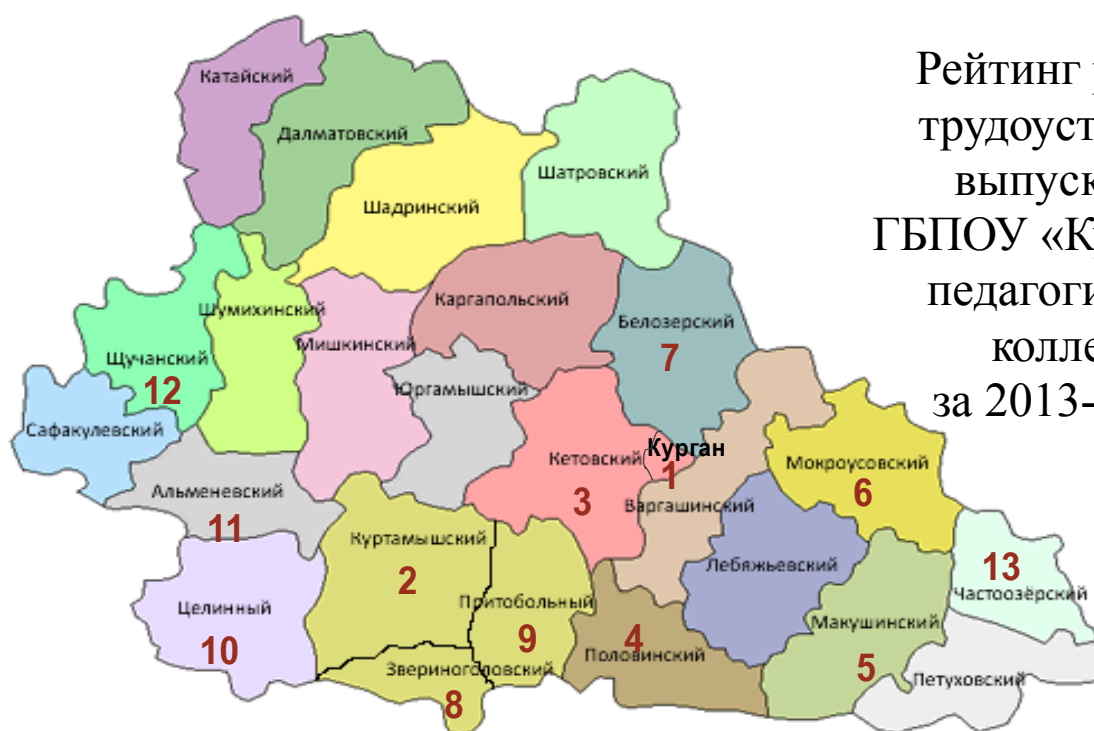 Рейтинг
трудоуст
выпуск
ГБПОУ «Ку
педагоги
колле
за 2013-
Катайский
Далматовский
Шатровский
Шадринский
Каргапольский
Шумихинский
Белозерский
7
Мишкинский
Щучанский
12
Юргамышский
Сафакулевский
Курган
1
Кетовский
3
Мокроусовский
6
Альменевский
11
Варгашинский
Куртамышский
2
Лебяжьевский
13
Частоозёрский
Целинный
10
Притобольный
9
4
Половинский
Макушинский
5
Звериноголовский
8
Петуховский